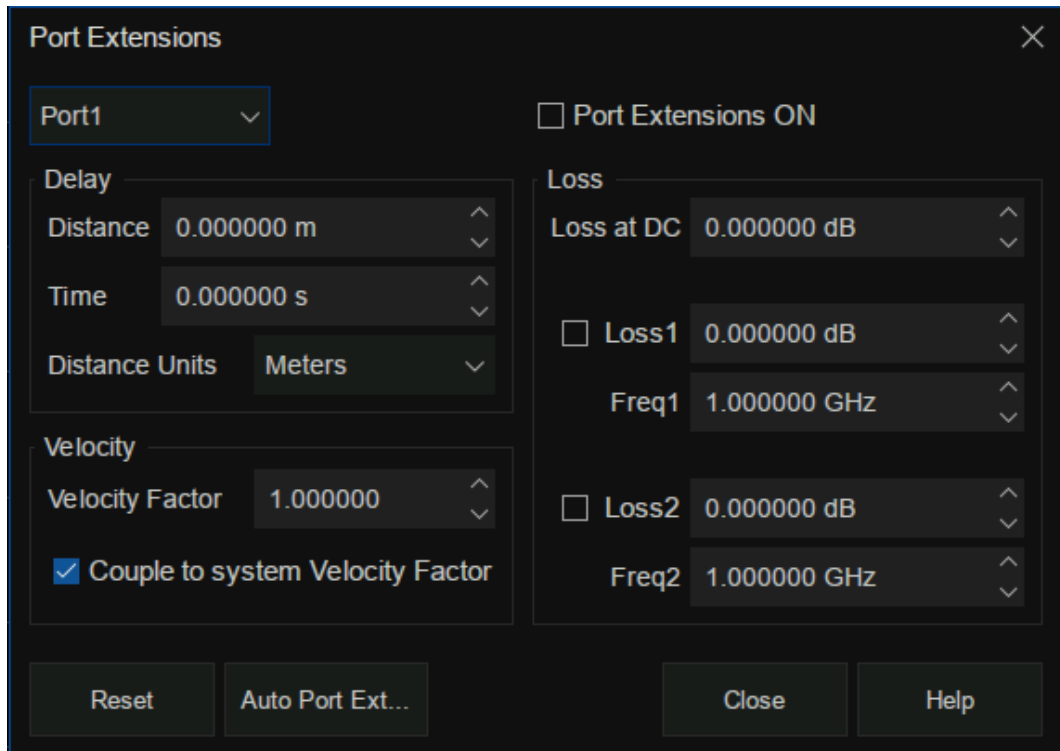 Port Extensions
Port1
Port Extensions ON
Delay
Distance 0.000000 m
Time 0.000000 s
Distance Units Meters
Velocity
Velocity Factor 1.000000
Couple to system Velocity Factor
Loss
Loss at DC 0.000000 dB
Loss1 0.000000 dB
Freq1 1.000000 GHz
Loss2 0.000000 dB
Freq2 1.000000 GHz
Reset
Auto Port Ext...
Close
Help